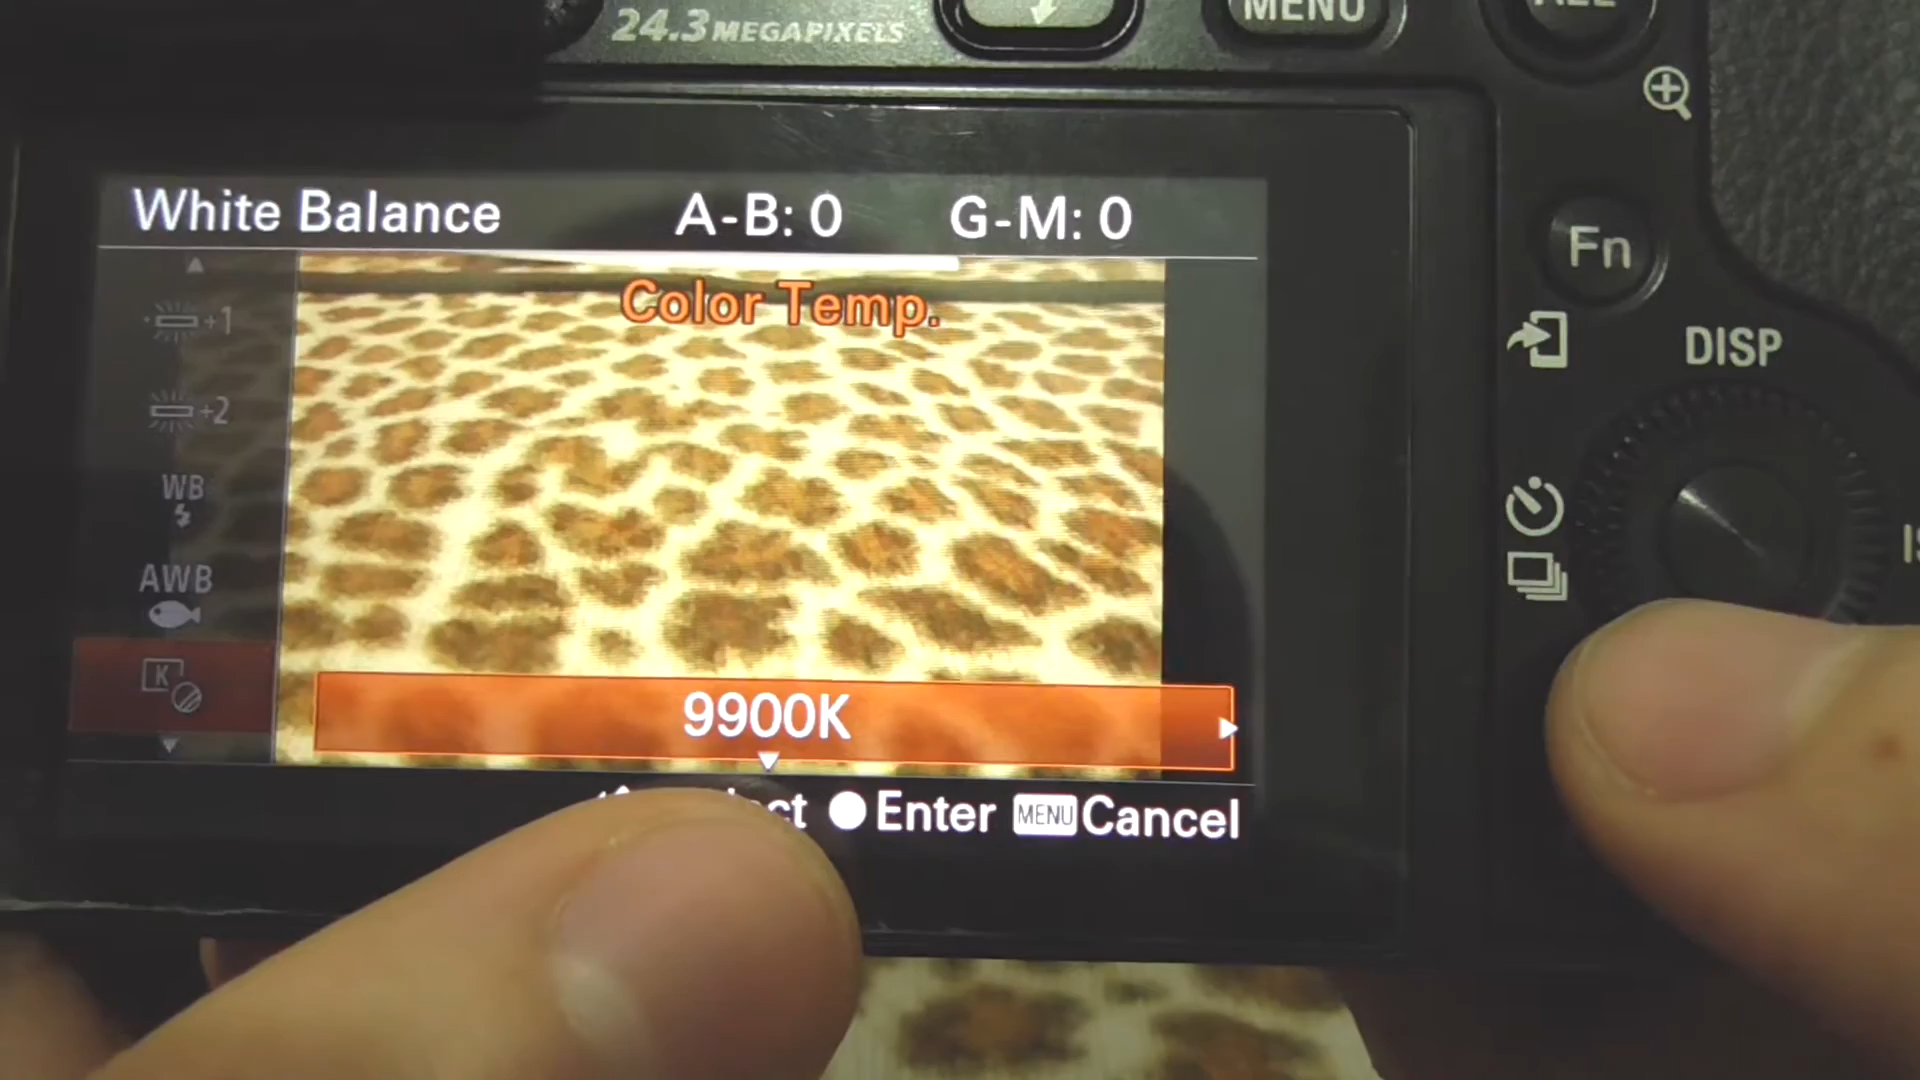 24.3 MEGAPIXELS
MENU
White Balance A-B: 0 G-M: 0
Color Temp.
+1
+2
WB
AWB
K
9900K
Enter MENU Cancel
Fn
DISP